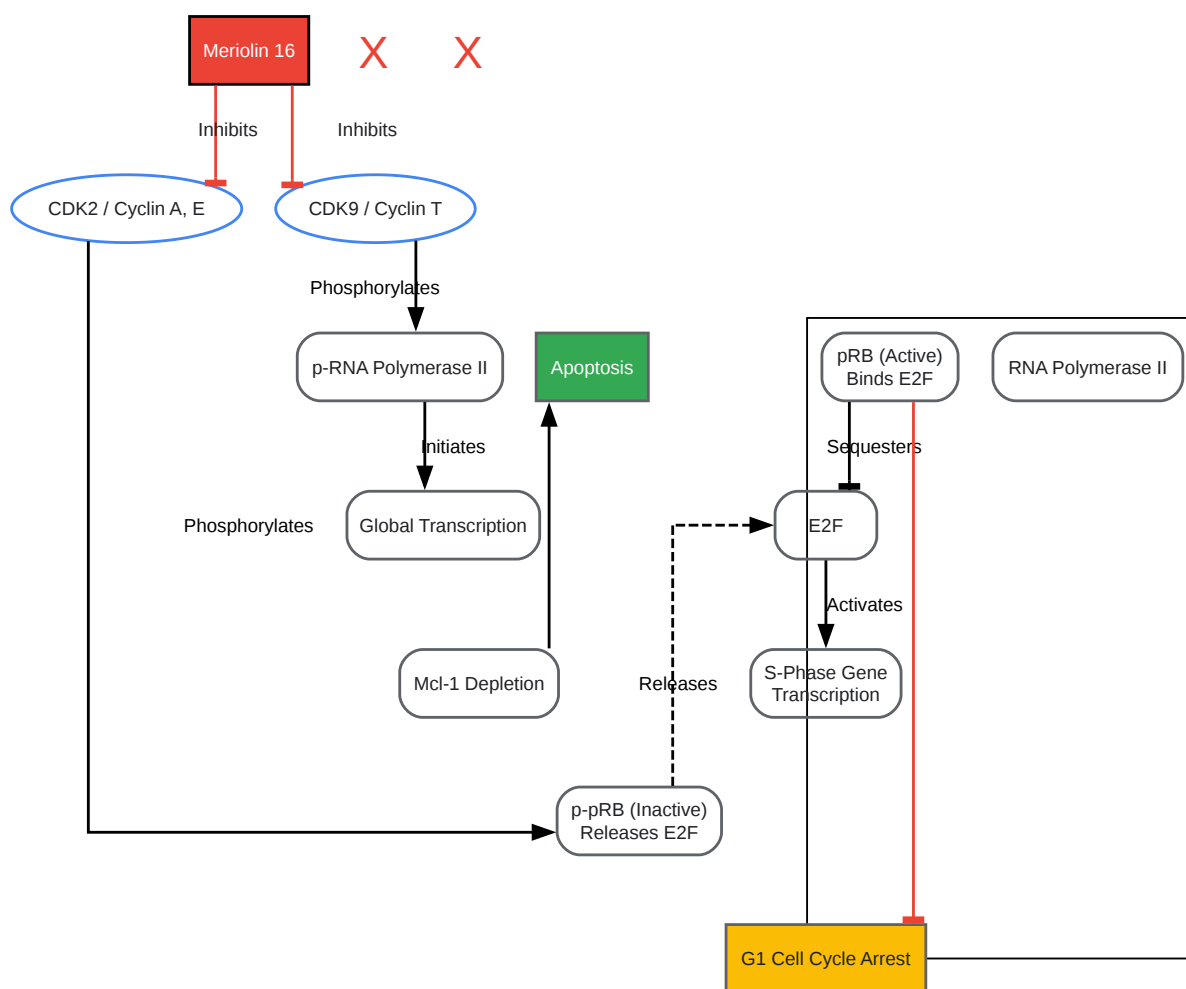 Meriolin 16
X
X
Inhibits
Inhibits
CDK2 / Cyclin A, E
CDK9 / Cyclin T
Phosphorylates
p-RNA Polymerase II
Apoptosis
pRB (Active)
Binds E2F
RNA Polymerase II
Initiates
Sequesters
Phosphorylates
Global Transcription
E2F
Activates
Mcl-1 Depletion
Releases
S-Phase Gene
Transcription
p-pRB (Inactive)
Releases E2F
G1 Cell Cycle Arrest